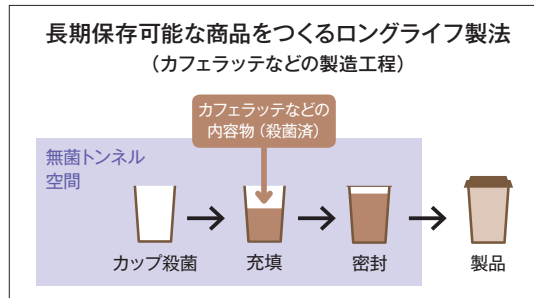 長期保存可能な商品をつくるロングライフ製法
(カフェラッテなどの製造工程)
カフェラッテなどの
内容物(殺菌済)
無菌トンネル
空間
カップ殺菌
充填
密封
製品